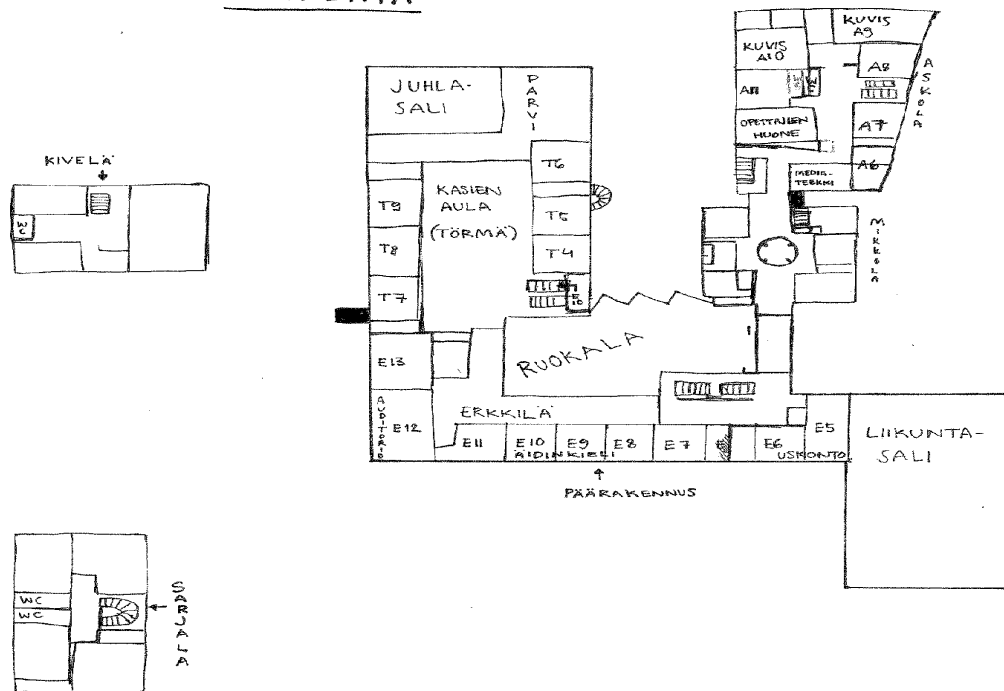 KUVIS
A9
KUVIS
A10
A8
ASKOLA
A11
WC
WC
OPETTAJIEN
HUONE
A7
A6
MEDIA-
TEEKKI
JUHLA-
SALI
PARVI
T6
KIVELÄ
WC
T9
KASIEN
AULA
(TÖRMÄ)
T5
T8
T4
T7
MIKKOLA
RUOKALA
E13
ERKKILÄ
AUDITORIO
E12
E11
E10
E9
E8
E7
E6
E5
ÄIDINKIELI
USKONTO
LIIKUNTA-
SALI
PÄÄRAKENNUS
WC
WC
SARJALA